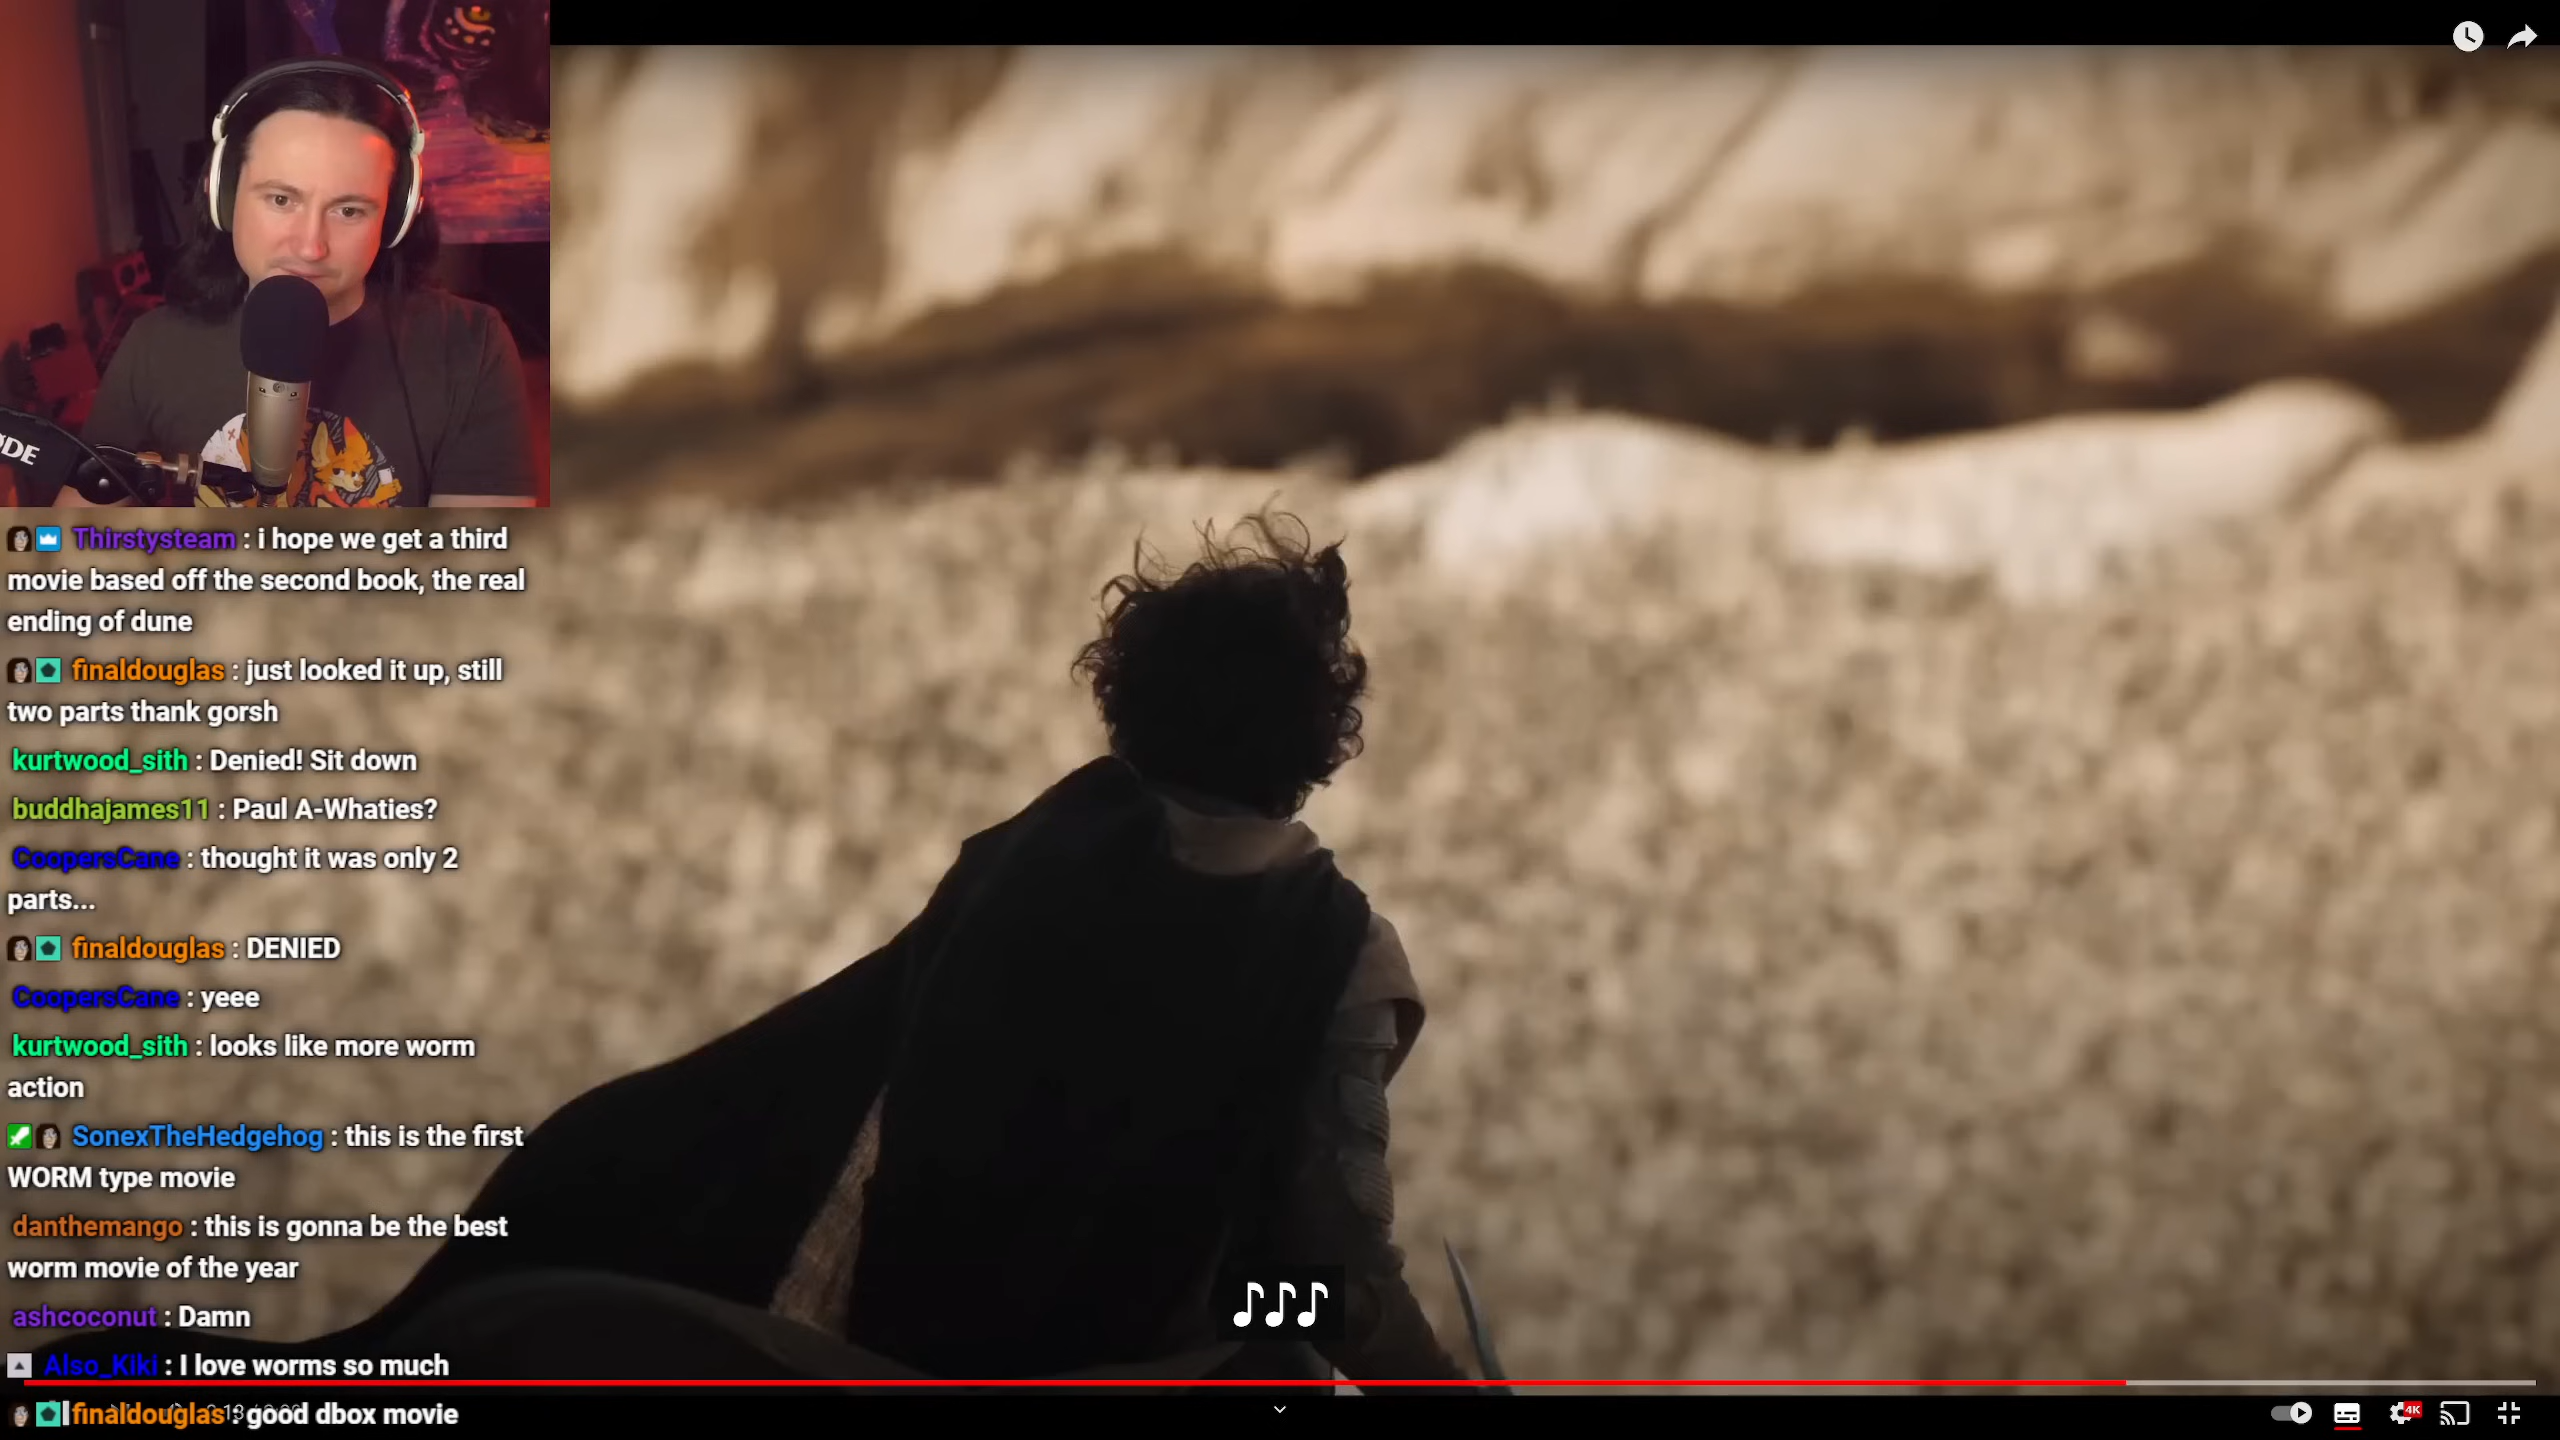 ØDE
Thirstysteam : i hope we get a third
movie based off the second book, the real
ending of dune
finaldouglas : just looked it up, still
two parts thank gorsh
kurtwood_sith : Denied! Sit down
buddhajames11 : Paul A-Whaties?
CoopersCane : thought it was only 2
parts...
finaldouglas : DENIED
CoopersCane : yeee
kurtwood_sith : looks like more worm
action
SonexTheHedgehog : this is the first
WORM type movie
danthemango : this is gonna be the best
worm movie of the year
ashcoconut : Damn
♪♪♪
Also_Kiki : I love worms so much
finaldouglas : good dbox movie
4K